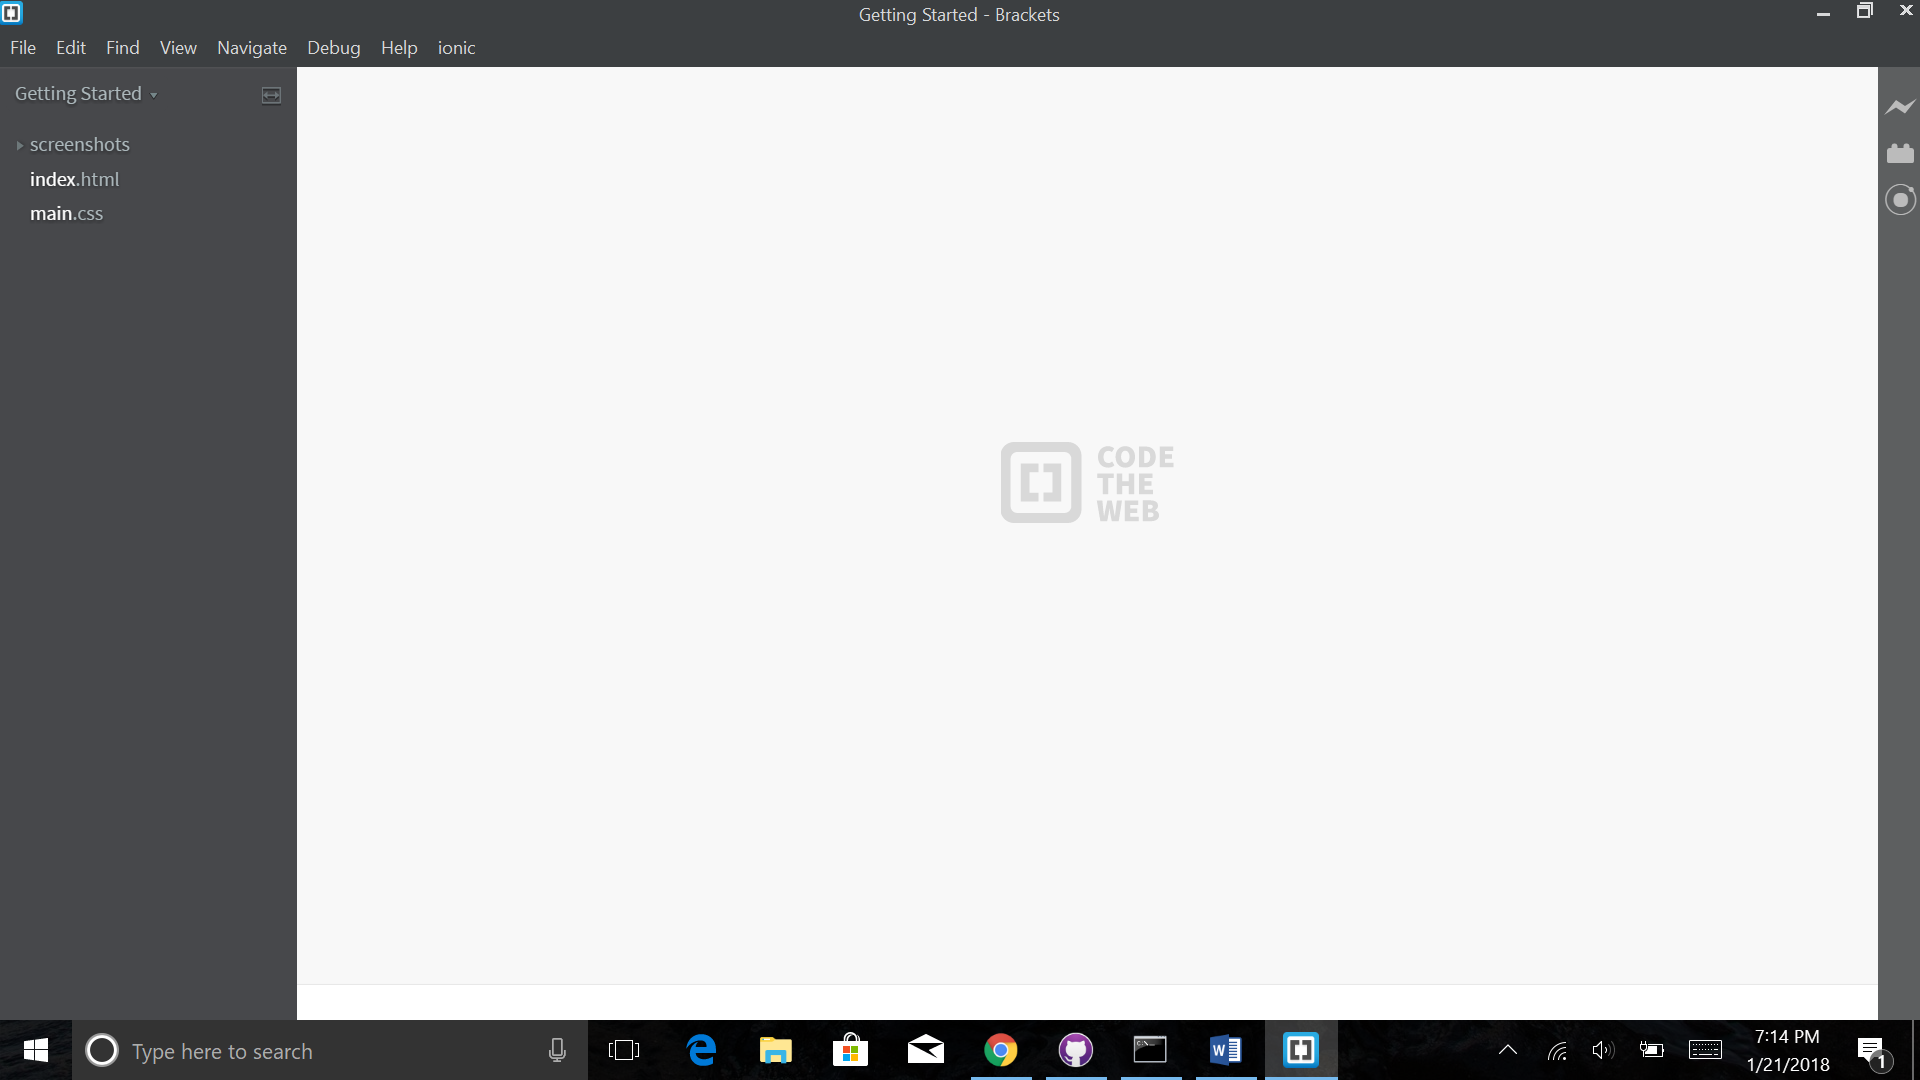 Getting Started - Brackets
File Edit Find View Navigate Debug Help ionic
Getting Started
screenshots
index.html
main.css
CODE
THE
WEB
Type here to search
7:14 PM
1/21/2018
1